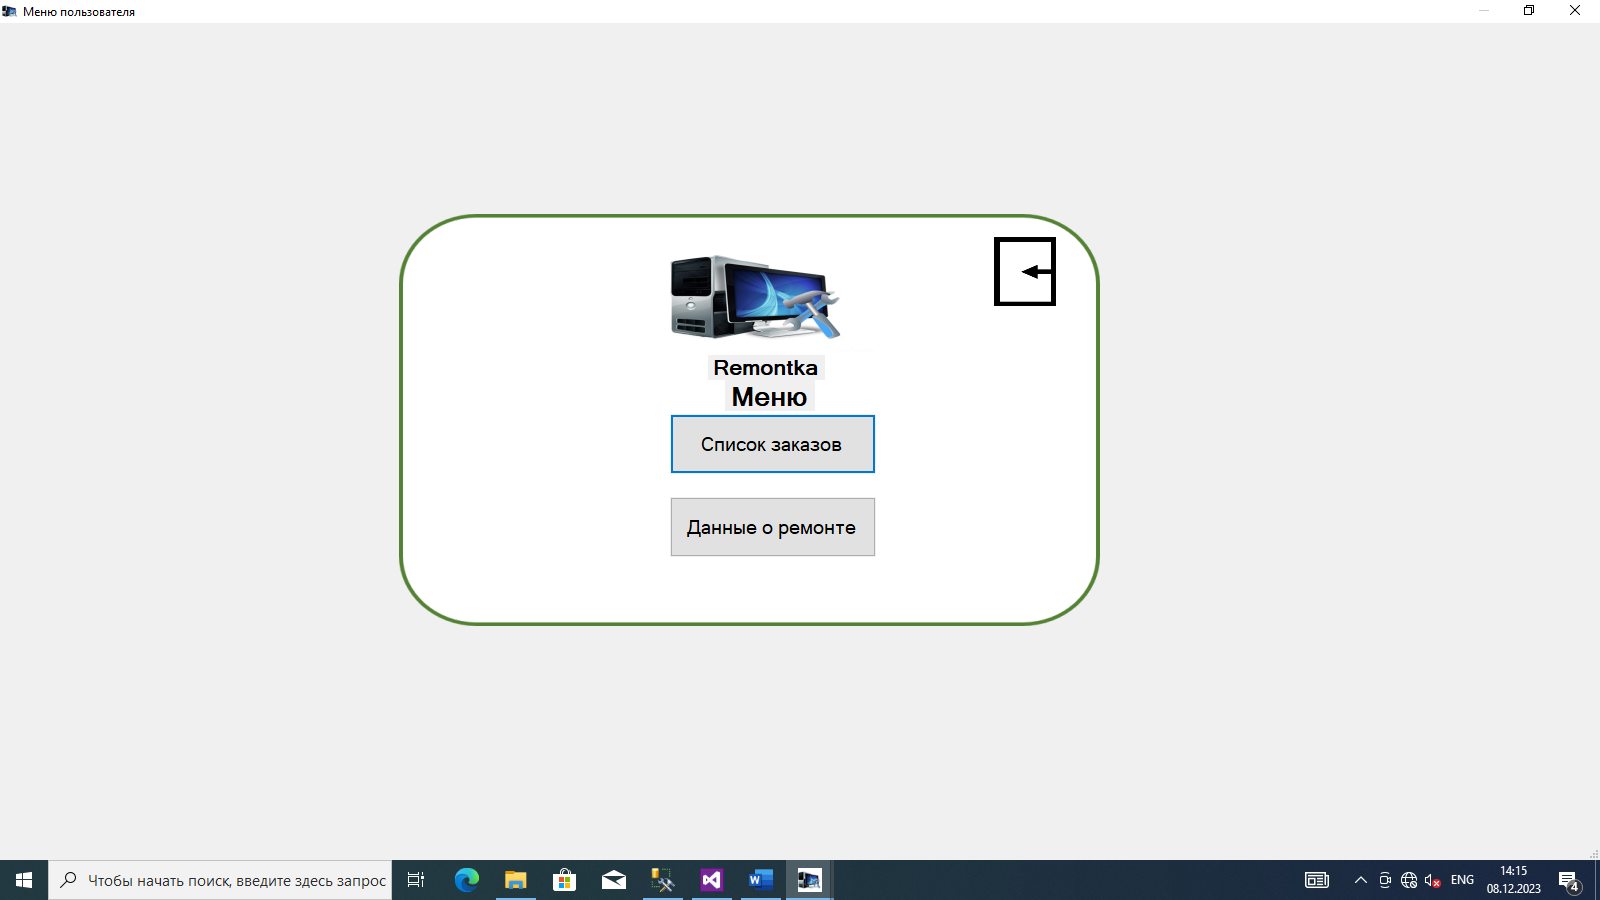 Меню пользователя
Remontka
Меню
Список заказов
Данные о ремонте
Чтобы начать поиск, введите здесь запрос
ENG
14:15
08.12.2023
4